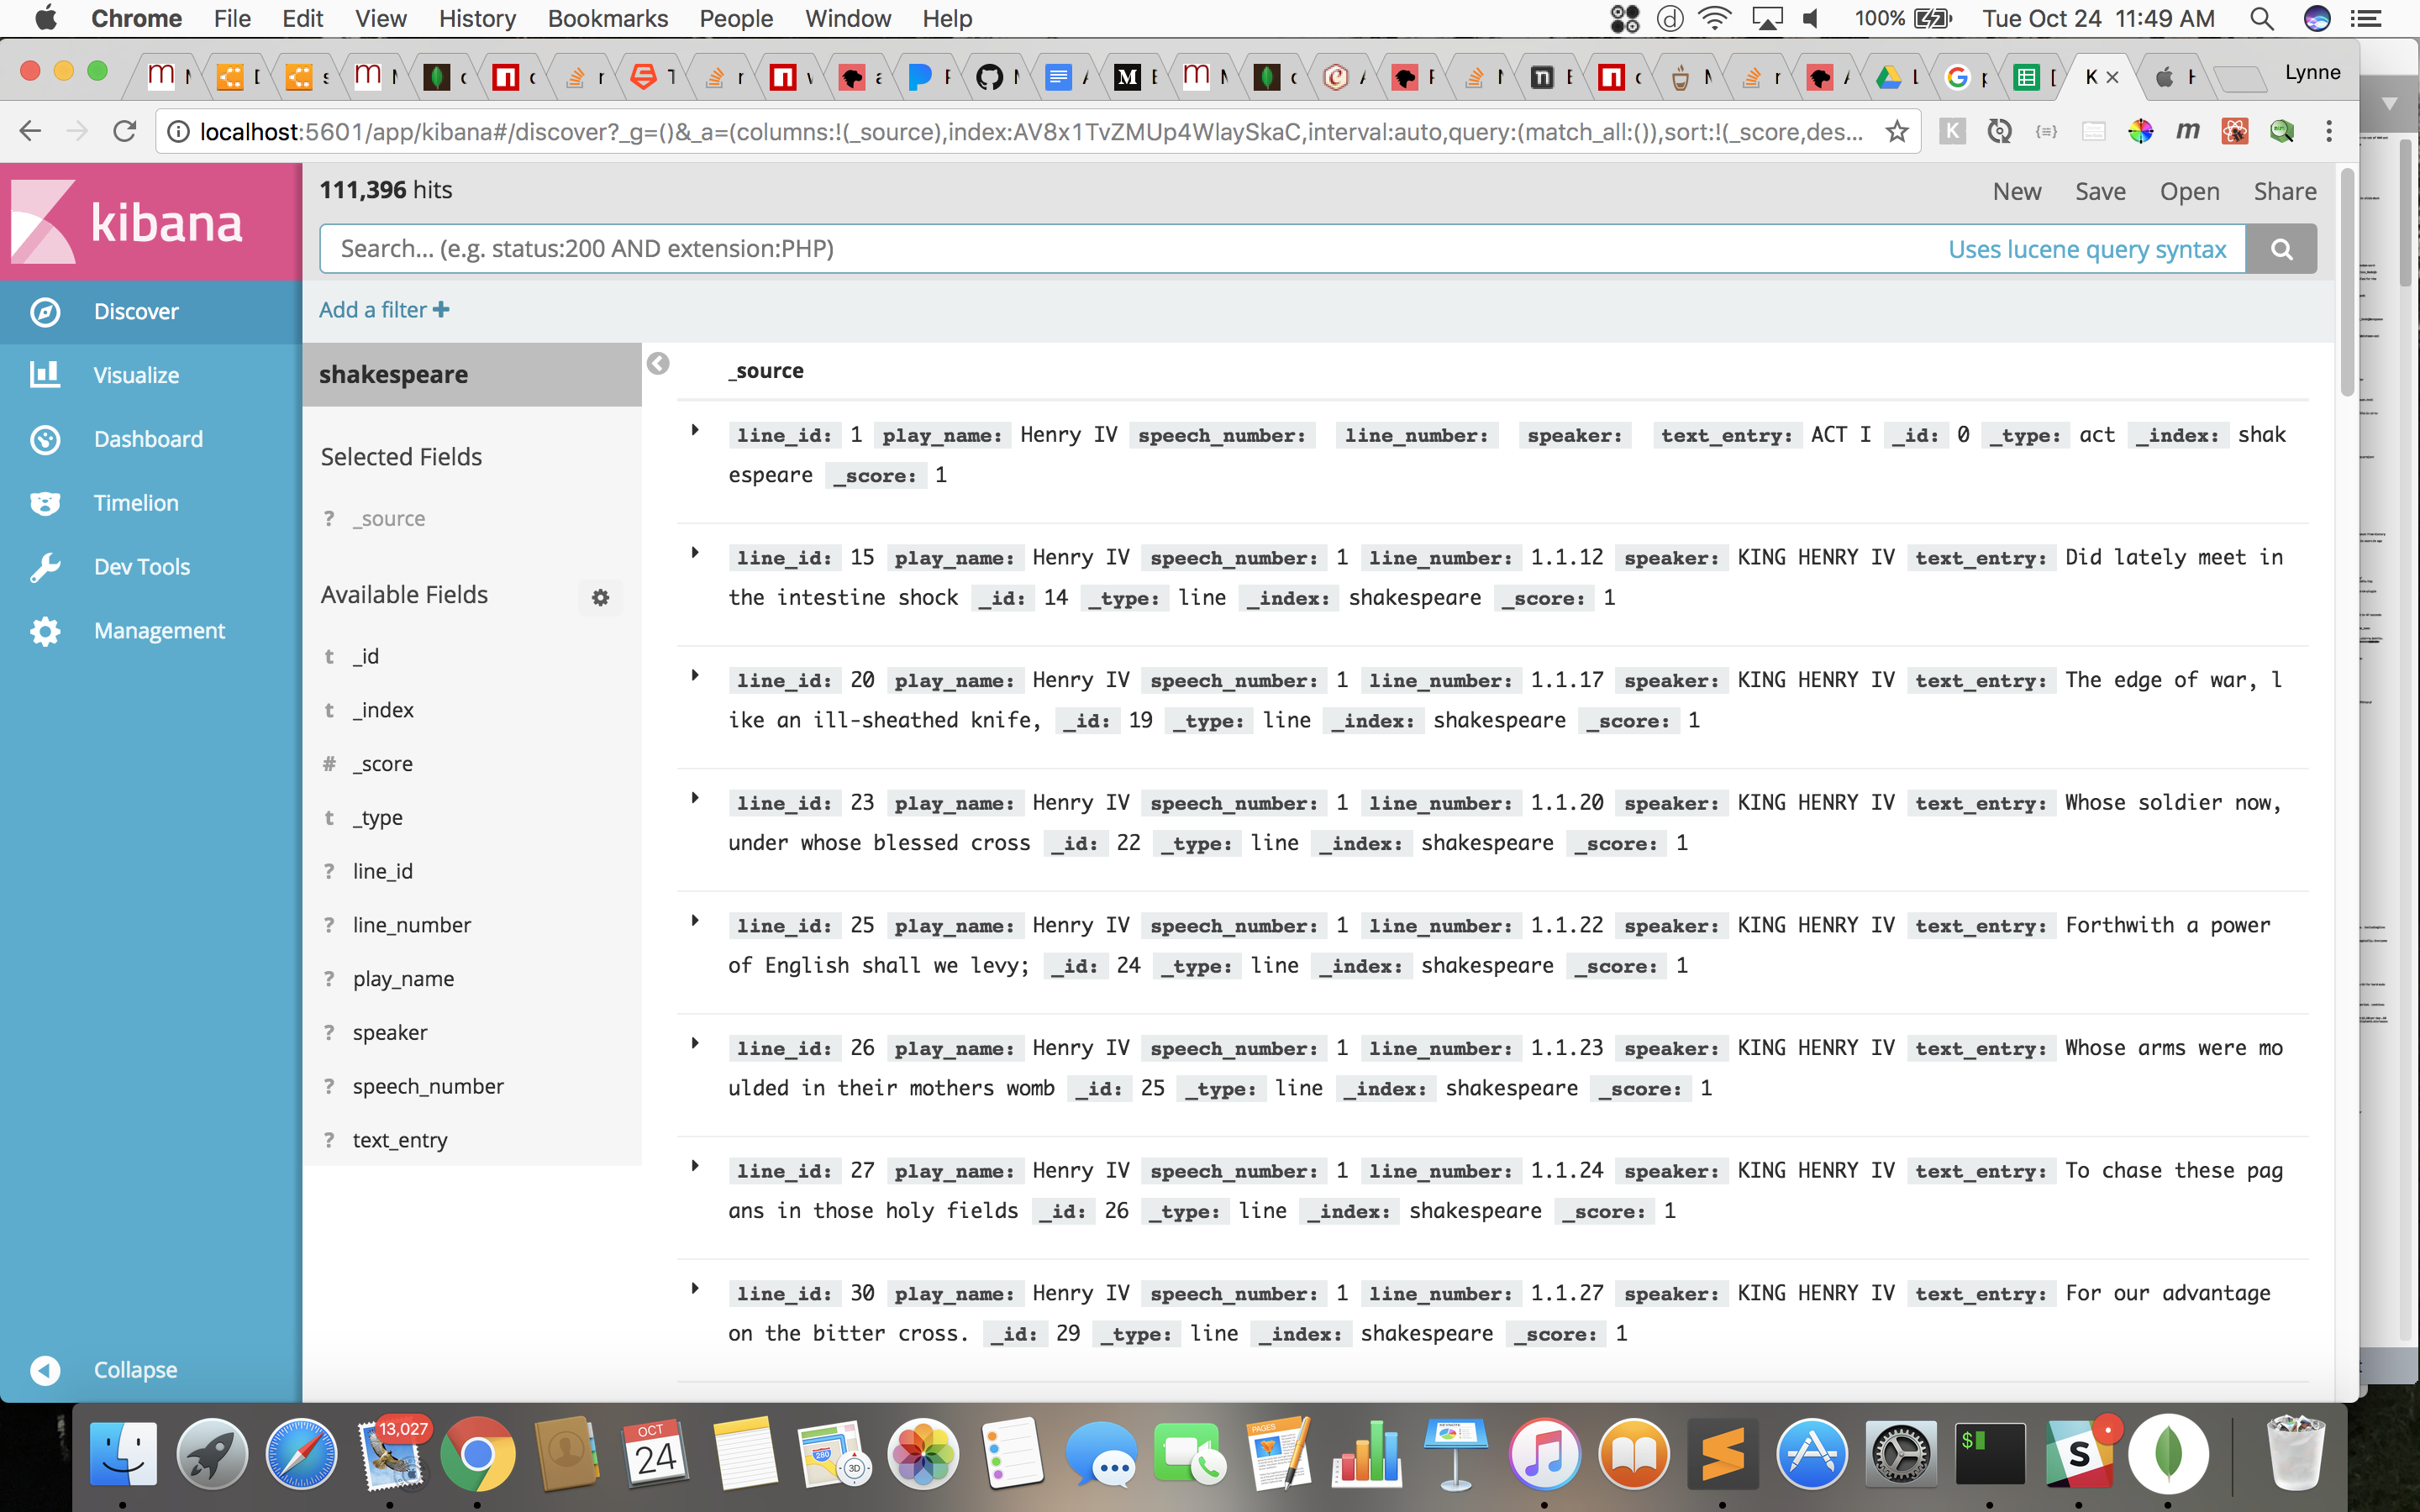 Chrome File Edit View History Bookmarks People Window Help 100% Tue Oct 24 11:49 AM
K Lynne
localhost:5601/app/kibana#/discover?_g=()&_a=(columns:!(_source),index:AV8x1TvZMUp4WlaySkaC,interval:auto,query:(match_all:()),sort:!(_score,des...
111,396 hits New Save Open Share
kibana
Search... (e.g. status:200 AND extension:PHP) Uses lucene query syntax
Add a filter
Discover
Visualize
Dashboard
Timelion
Dev Tools
Management
Collapse
shakespeare
Selected Fields
? _source
Available Fields
t _id
t _index
# _score
t _type
? line_id
? line_number
? play_name
? speaker
? speech_number
? text_entry
_source
line_id: 1 play_name: Henry IV speech_number: line_number: speaker: text_entry: ACT I _id: 0 _type: act _index: shak
espeare _score: 1
line_id: 15 play_name: Henry IV speech_number: 1 line_number: 1.1.12 speaker: KING HENRY IV text_entry: Did lately meet in
the intestine shock _id: 14 _type: line _index: shakespeare _score: 1
line_id: 20 play_name: Henry IV speech_number: 1 line_number: 1.1.17 speaker: KING HENRY IV text_entry: The edge of war, l
ike an ill-sheathed knife, _id: 19 _type: line _index: shakespeare _score: 1
line_id: 23 play_name: Henry IV speech_number: 1 line_number: 1.1.20 speaker: KING HENRY IV text_entry: Whose soldier now,
under whose blessed cross _id: 22 _type: line _index: shakespeare _score: 1
line_id: 25 play_name: Henry IV speech_number: 1 line_number: 1.1.22 speaker: KING HENRY IV text_entry: Forthwith a power
of English shall we levy; _id: 24 _type: line _index: shakespeare _score: 1
line_id: 26 play_name: Henry IV speech_number: 1 line_number: 1.1.23 speaker: KING HENRY IV text_entry: Whose arms were mo
ulded in their mothers womb _id: 25 _type: line _index: shakespeare _score: 1
line_id: 27 play_name: Henry IV speech_number: 1 line_number: 1.1.24 speaker: KING HENRY IV text_entry: To chase these pag
ans in those holy fields _id: 26 _type: line _index: shakespeare _score: 1
line_id: 30 play_name: Henry IV speech_number: 1 line_number: 1.1.27 speaker: KING HENRY IV text_entry: For our advantage
on the bitter cross. _id: 29 _type: line _index: shakespeare _score: 1
13,027
OCT
24
PAGES
3D
280
$
S